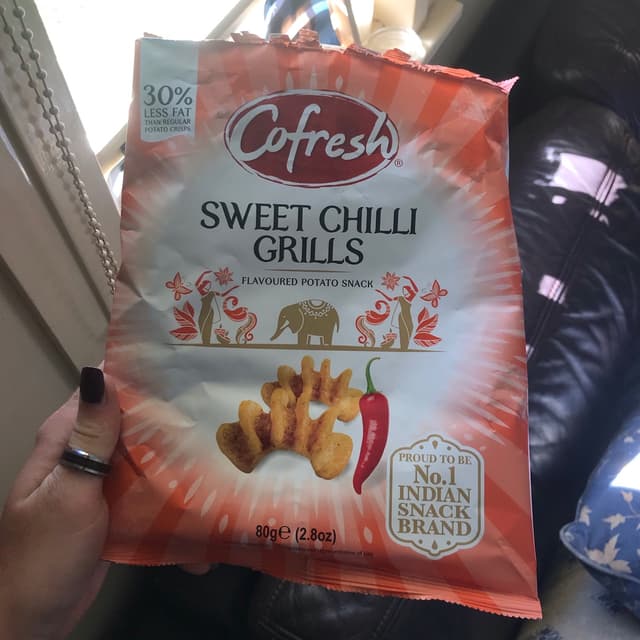 30%
LESS FAT
THAN REGULAR
POTATO CRISPS
Cofresh®
SWEET CHILLI
GRILLS
FLAVOURED POTATO SNACK
PROUD TO BE
No.1
INDIAN
SNACK
BRAND
80g℮ (2.8oz)